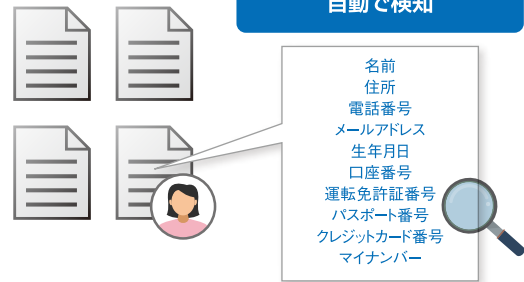 自動で検知
名前
住所
電話番号
メールアドレス
生年月日
口座番号
運転免許証番号
パスポート番号
クレジットカード番号
マイナンバー